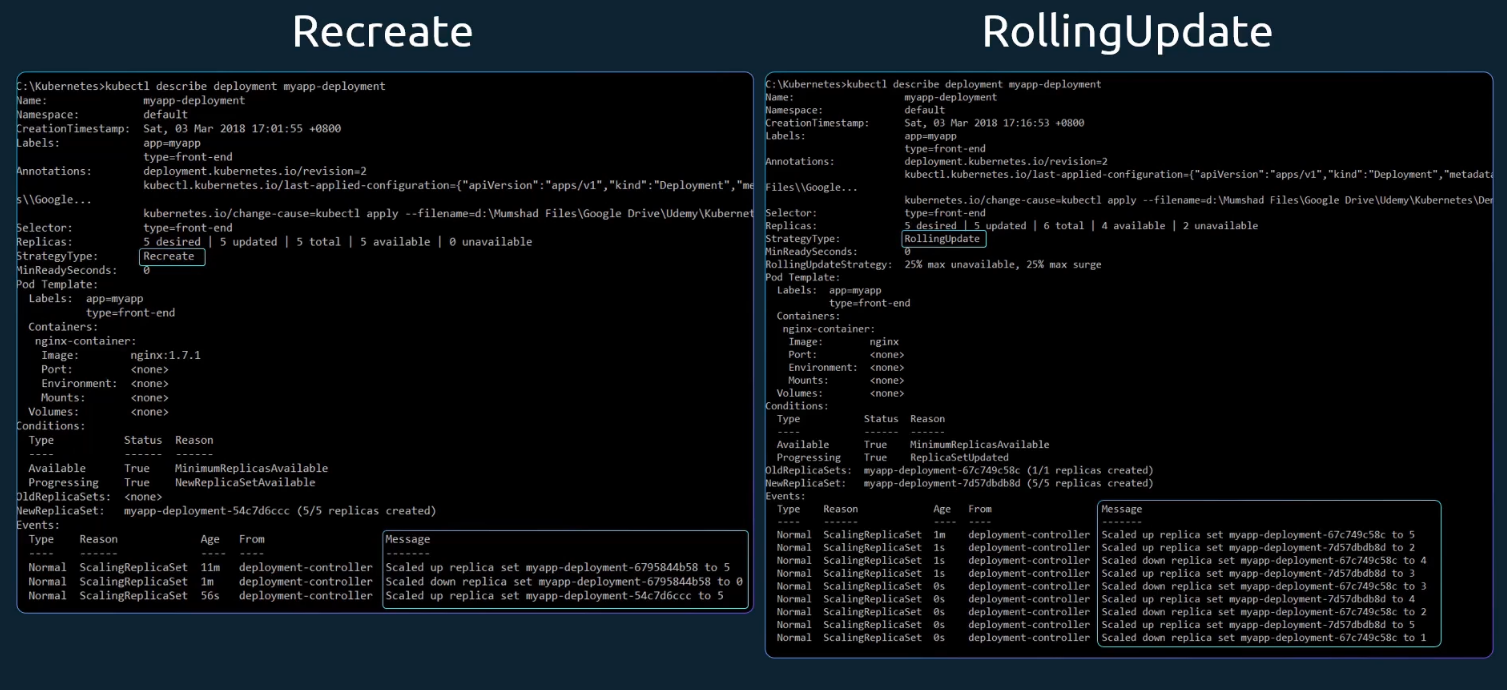 Recreate
C:\Kubernetes>kubectl describe deployment myapp-deployment
Name: myapp-deployment
Namespace: default
CreationTimestamp: Sat, 03 Mar 2018 17:01:55 +0800
Labels: app=myapp
type=front-end
Annotations: deployment.kubernetes.io/revision=2
kubectl.kubernetes.io/last-applied-configuration={"apiVersion":"apps/v1","kind":"Deployment","me
s\\Google...
kubernetes.io/change-cause=kubectl apply --filename=d:\Mumshad Files\Google Drive\Udemy\Kubernet
Selector: type=front-end
Replicas: 5 desired | 5 updated | 5 total | 5 available | 0 unavailable
StrategyType: Recreate
MinReadySeconds: 0
Pod Template:
Labels: app=myapp
type=front-end
Containers:
nginx-container:
Image: nginx:1.7.1
Port: <none>
Environment: <none>
Mounts: <none>
Volumes: <none>
Conditions:
Type Status Reason
---- ------ ------
Available True MinimumReplicasAvailable
Progressing True NewReplicaSetAvailable
OldReplicaSets: <none>
NewReplicaSet: myapp-deployment-54c7d6ccc (5/5 replicas created)
Events:
Type Reason Age From Message
---- ------ ---- ---- -------
Normal ScalingReplicaSet 11m deployment-controller Scaled up replica set myapp-deployment-6795844b58 to 5
Normal ScalingReplicaSet 1m deployment-controller Scaled down replica set myapp-deployment-6795844b58 to 0
Normal ScalingReplicaSet 56s deployment-controller Scaled up replica set myapp-deployment-54c7d6ccc to 5
RollingUpdate
C:\Kubernetes>kubectl describe deployment myapp-deployment
Name: myapp-deployment
Namespace: default
CreationTimestamp: Sat, 03 Mar 2018 17:16:53 +0800
Labels: app=myapp
type=front-end
Annotations: deployment.kubernetes.io/revision=2
kubectl.kubernetes.io/last-applied-configuration={"apiVersion":"apps/v1","kind":"Deployment","metadata
Files\\Google...
kubernetes.io/change-cause=kubectl apply --filename=d:\Mumshad Files\Google Drive\Udemy\Kubernetes\Dem
Selector: type=front-end
Replicas: 5 desired | 5 updated | 6 total | 4 available | 2 unavailable
StrategyType: RollingUpdate
MinReadySeconds: 0
RollingUpdateStrategy: 25% max unavailable, 25% max surge
Pod Template:
Labels: app=myapp
type=front-end
Containers:
nginx-container:
Image: nginx
Port: <none>
Environment: <none>
Mounts: <none>
Volumes: <none>
Conditions:
Type Status Reason
---- ------ ------
Available True MinimumReplicasAvailable
Progressing True ReplicaSetUpdated
OldReplicaSets: myapp-deployment-67c749c58c (1/1 replicas created)
NewReplicaSet: myapp-deployment-7d57dbdb8d (5/5 replicas created)
Events:
Type Reason Age From Message
---- ------ ---- ---- -------
Normal ScalingReplicaSet 1m deployment-controller Scaled up replica set myapp-deployment-67c749c58c to 5
Normal ScalingReplicaSet 1s deployment-controller Scaled up replica set myapp-deployment-7d57dbdb8d to 2
Normal ScalingReplicaSet 1s deployment-controller Scaled down replica set myapp-deployment-67c749c58c to 4
Normal ScalingReplicaSet 1s deployment-controller Scaled up replica set myapp-deployment-7d57dbdb8d to 3
Normal ScalingReplicaSet 0s deployment-controller Scaled down replica set myapp-deployment-67c749c58c to 3
Normal ScalingReplicaSet 0s deployment-controller Scaled up replica set myapp-deployment-7d57dbdb8d to 4
Normal ScalingReplicaSet 0s deployment-controller Scaled down replica set myapp-deployment-67c749c58c to 2
Normal ScalingReplicaSet 0s deployment-controller Scaled up replica set myapp-deployment-7d57dbdb8d to 5
Normal ScalingReplicaSet 0s deployment-controller Scaled down replica set myapp-deployment-67c749c58c to 1